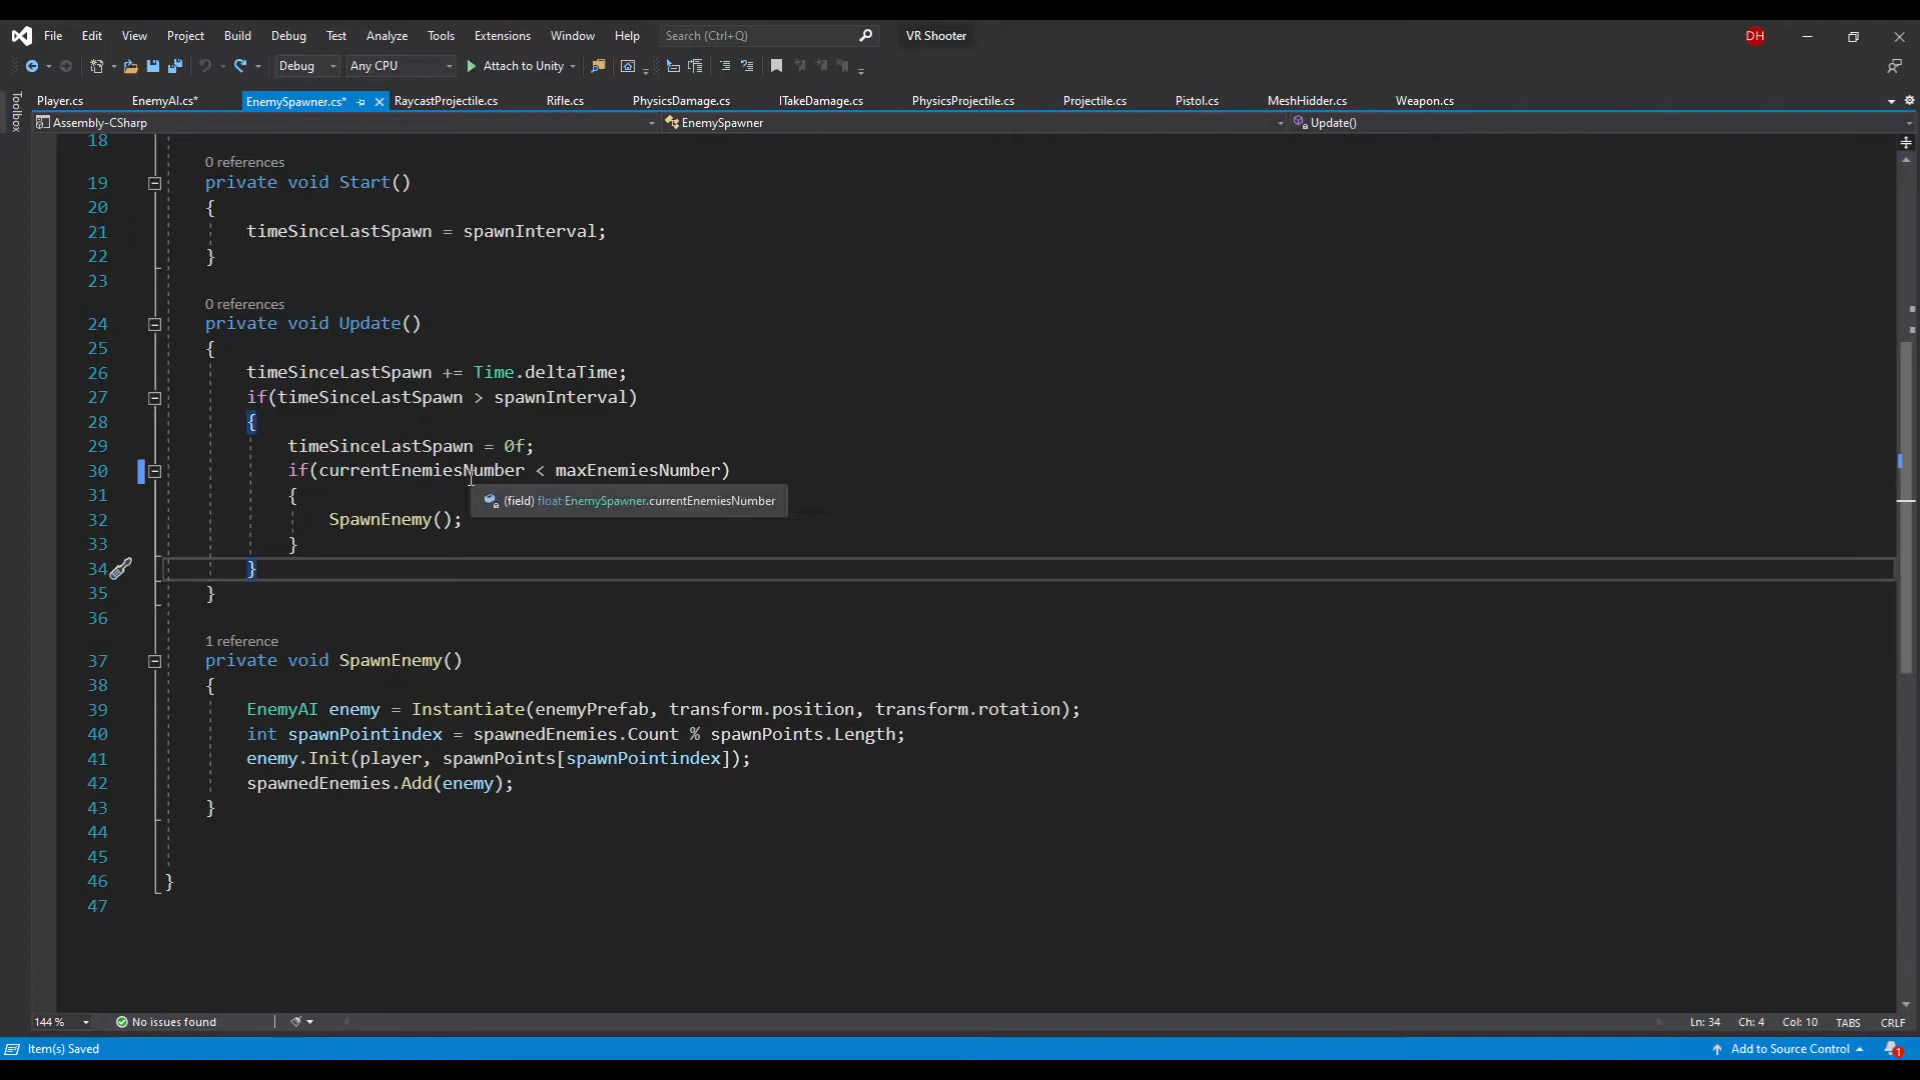 File Edit View Project Build Debug Test Analyze Tools Extensions Window Help Search (Ctrl+Q) VR Shooter DH
Debug Any CPU Attach to Unity
Toolbox
Player.cs EnemyAI.cs* EnemySpawner.cs* RaycastProjectile.cs Rifle.cs PhysicsDamage.cs ITakeDamage.cs PhysicsProjectile.cs Projectile.cs Pistol.cs MeshHidder.cs Weapon.cs
Assembly-CSharp EnemySpawner Update()
18
0 references
19 private void Start()
20 {
21 timeSinceLastSpawn = spawnInterval;
22 }
23
0 references
24 private void Update()
25 {
26 timeSinceLastSpawn += Time.deltaTime;
27 if(timeSinceLastSpawn > spawnInterval)
28 {
29 timeSinceLastSpawn = 0f;
30 if(currentEnemiesNumber < maxEnemiesNumber)
31 {
(field) float EnemySpawner.currentEnemiesNumber
32 SpawnEnemy();
33 }
34 }
35 }
36
1 reference
37 private void SpawnEnemy()
38 {
39 EnemyAI enemy = Instantiate(enemyPrefab, transform.position, transform.rotation);
40 int spawnPointindex = spawnedEnemies.Count % spawnPoints.Length;
41 enemy.Init(player, spawnPoints[spawnPointindex]);
42 spawnedEnemies.Add(enemy);
43 }
44
45
46 }
47
144 % No issues found Ln: 34 Ch: 4 Col: 10 TABS CRLF
Item(s) Saved Add to Source Control 1